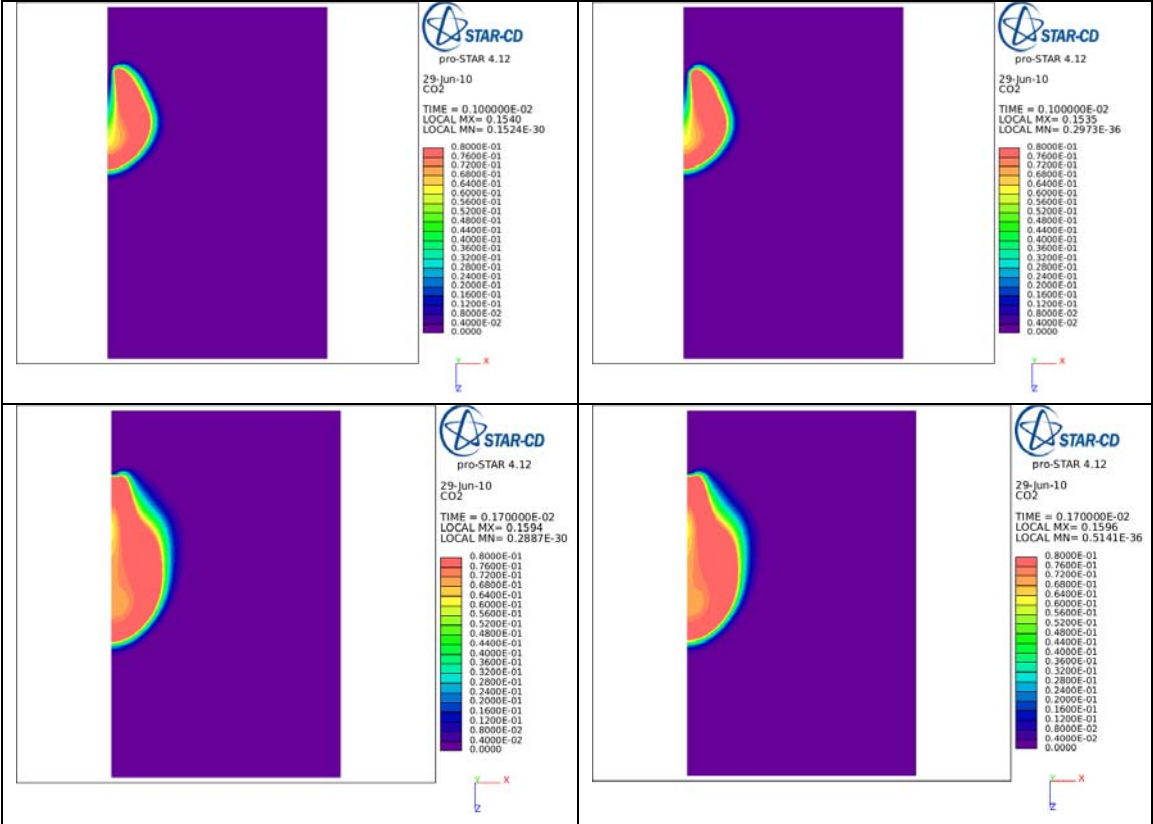 STAR-CD
pro-STAR 4.12
29-Jun-10
CO2
TIME = 0.100000E-02
LOCAL MX= 0.1540
LOCAL MN= 0.1524E-30
0.8000E-01
0.7600E-01
0.7200E-01
0.6800E-01
0.6400E-01
0.6000E-01
0.5600E-01
0.5200E-01
0.4800E-01
0.4400E-01
0.4000E-01
0.3600E-01
0.3200E-01
0.2800E-01
0.2400E-01
0.2000E-01
0.1600E-01
0.1200E-01
0.8000E-02
0.4000E-02
0.0000
Y
X
Z
STAR-CD
pro-STAR 4.12
29-Jun-10
CO2
TIME = 0.100000E-02
LOCAL MX= 0.1535
LOCAL MN= 0.2973E-36
0.8000E-01
0.7600E-01
0.7200E-01
0.6800E-01
0.6400E-01
0.6000E-01
0.5600E-01
0.5200E-01
0.4800E-01
0.4400E-01
0.4000E-01
0.3600E-01
0.3200E-01
0.2800E-01
0.2400E-01
0.2000E-01
0.1600E-01
0.1200E-01
0.8000E-02
0.4000E-02
0.0000
Y
X
Z
STAR-CD
pro-STAR 4.12
29-Jun-10
CO2
TIME = 0.170000E-02
LOCAL MX= 0.1594
LOCAL MN= 0.2887E-30
0.8000E-01
0.7600E-01
0.7200E-01
0.6800E-01
0.6400E-01
0.6000E-01
0.5600E-01
0.5200E-01
0.4800E-01
0.4400E-01
0.4000E-01
0.3600E-01
0.3200E-01
0.2800E-01
0.2400E-01
0.2000E-01
0.1600E-01
0.1200E-01
0.8000E-02
0.4000E-02
0.0000
Y
X
Z
STAR-CD
pro-STAR 4.12
29-Jun-10
CO2
TIME = 0.170000E-02
LOCAL MX= 0.1596
LOCAL MN= 0.5141E-36
0.8000E-01
0.7600E-01
0.7200E-01
0.6800E-01
0.6400E-01
0.6000E-01
0.5600E-01
0.5200E-01
0.4800E-01
0.4400E-01
0.4000E-01
0.3600E-01
0.3200E-01
0.2800E-01
0.2400E-01
0.2000E-01
0.1600E-01
0.1200E-01
0.8000E-02
0.4000E-02
0.0000
Y
X
Z